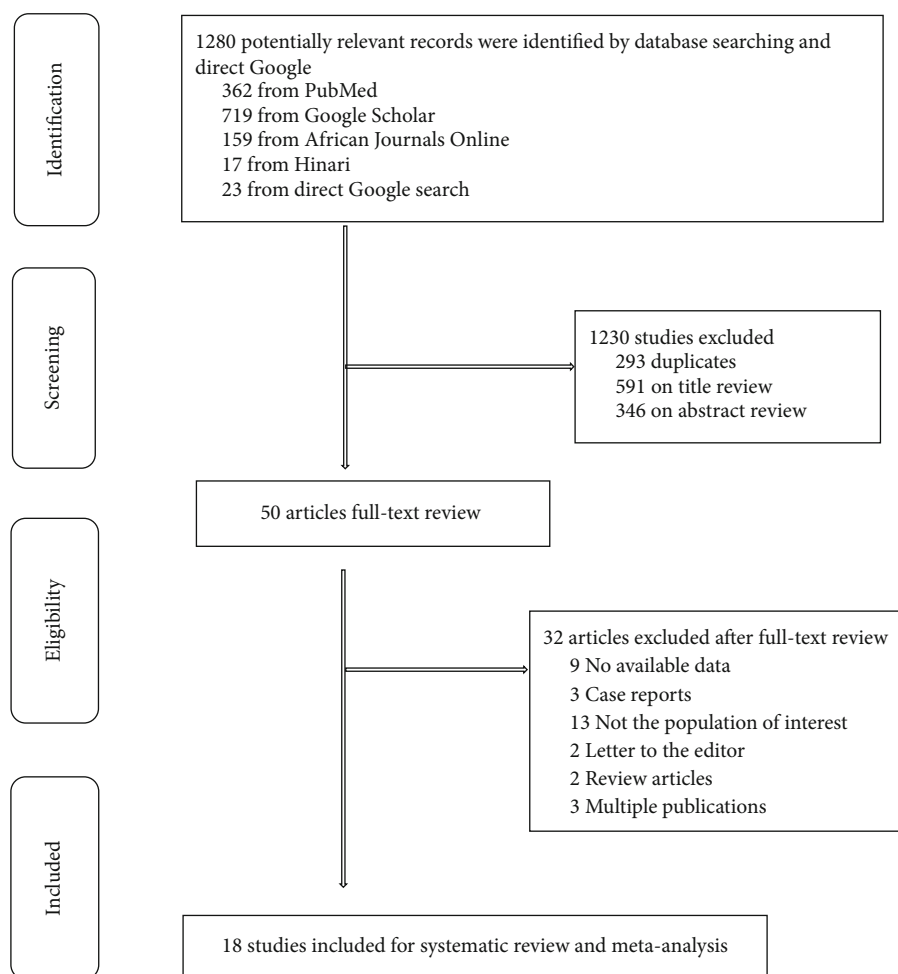 Identification
1280 potentially relevant records were identified by database searching and
direct Google
362 from PubMed
719 from Google Scholar
159 from African Journals Online
17 from Hinari
23 from direct Google search
Screening
1230 studies excluded
293 duplicates
591 on title review
346 on abstract review
50 articles full-text review
Eligibility
32 articles excluded after full-text review
9 No available data
3 Case reports
13 Not the population of interest
2 Letter to the editor
2 Review articles
3 Multiple publications
Included
18 studies included for systematic review and meta-analysis